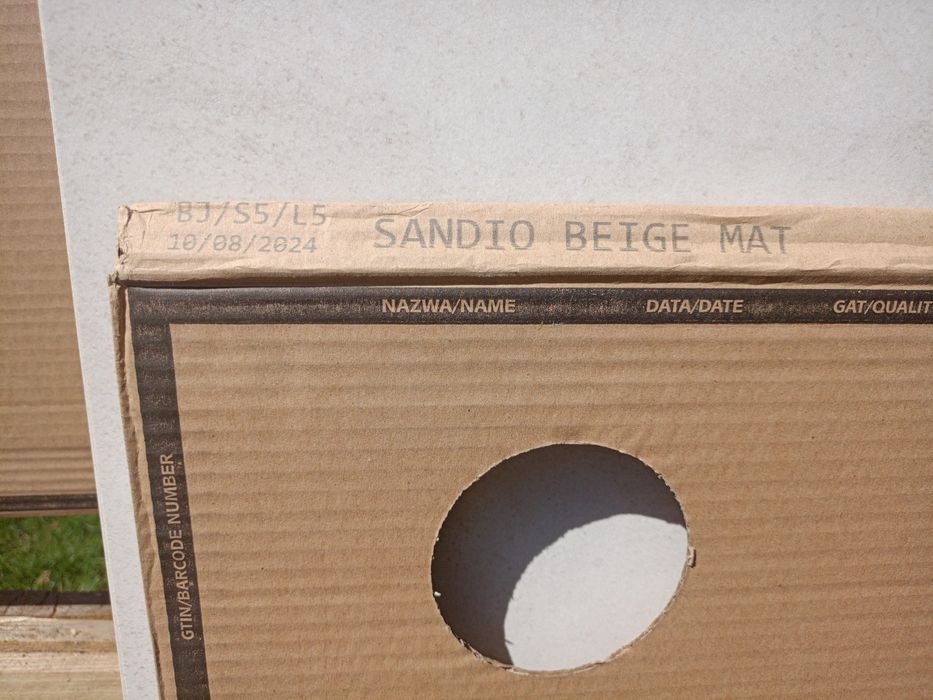 BJ/S5/L5
10/08/2024
SANDIO BEIGE MAT
NAZWA/NAME
DATA/DATE
GAT/QUALIT
GTIN/BARCODE NUMBER